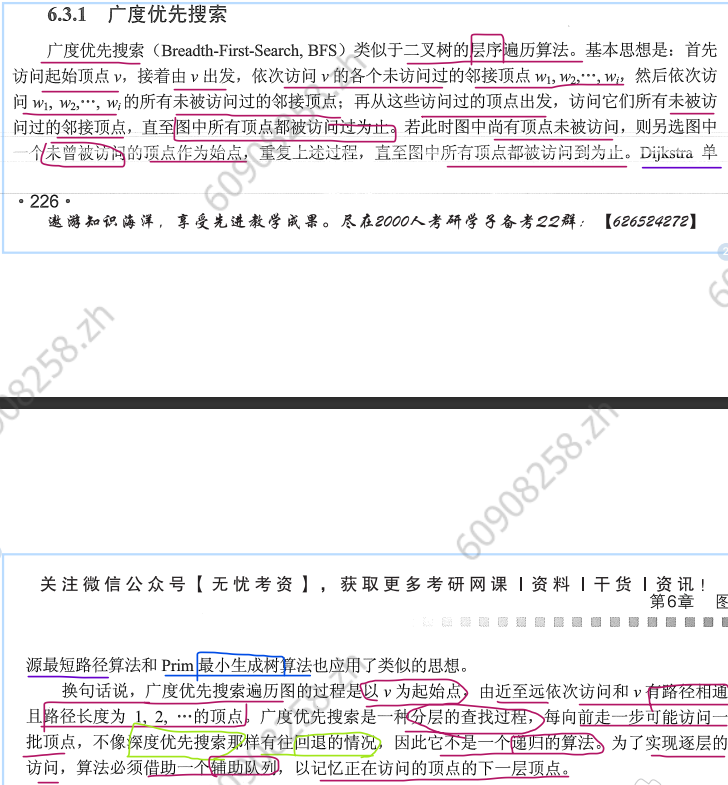 6.3.1 广度优先搜索
广度优先搜索（Breadth-First-Search, BFS）类似于二叉树的层序遍历算法。基本思想是：首先
访问起始顶点 v，接着由 v 出发，依次访问 v 的各个未访问过的邻接顶点 w₁, w₂,…, wᵢ，然后依次访
问 w₁, w₂,…, wᵢ 的所有未被访问过的邻接顶点；再从这些访问过的顶点出发，访问它们所有未被访
问过的邻接顶点，直至图中所有顶点都被访问过为止。若此时图中尚有顶点未被访问，则另选图中
一个未曾被访问的顶点作为始点，重复上述过程，直至图中所有顶点都被访问到为止。Dijkstra 单
• 226 •
遨游知识海洋，享受先进教学成果。尽在2000人考研学子备考22群：【626524272】
60908258.zh
908258.zh
60908258.zh
关注微信公众号【无忧考资】，获取更多考研网课丨资料丨干货丨资讯！
第6章 图
源最短路径算法和 Prim 最小生成树算法也应用了类似的思想。
换句话说，广度优先搜索遍历图的过程是以 v 为起始点，由近至远依次访问和 v 有路径相通
且路径长度为 1, 2, …的顶点。广度优先搜索是一种分层的查找过程，每向前走一步可能访问一
批顶点，不像深度优先搜索那样有往回退的情况，因此它不是一个递归的算法。为了实现逐层的
访问，算法必须借助一个辅助队列，以记忆正在访问的顶点的下一层顶点。